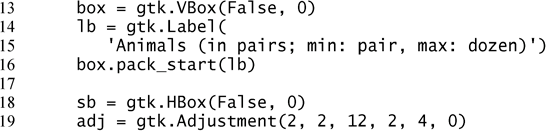 13 box = gtk.VBox(False, 0)
14 lb = gtk.Label(
15 'Animals (in pairs; min: pair, max: dozen)')
16 box.pack_start(lb)
17
18 sb = gtk.HBox(False, 0)
19 adj = gtk.Adjustment(2, 2, 12, 2, 4, 0)